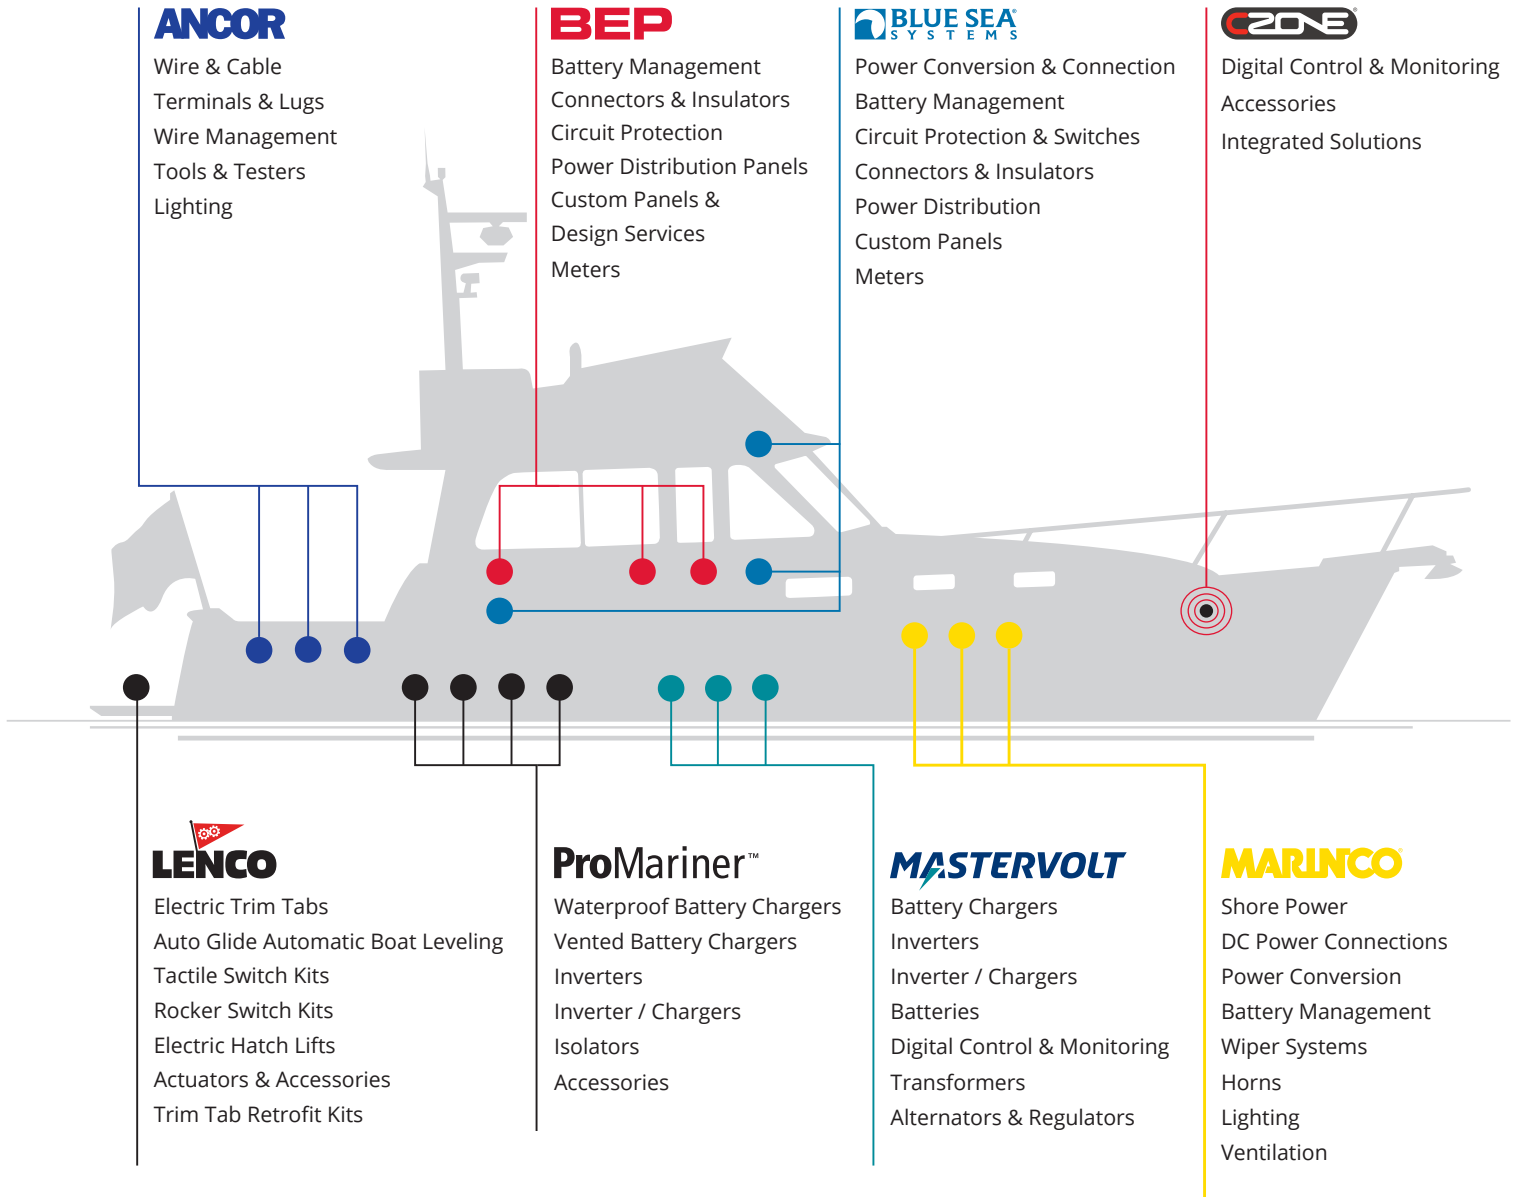 ANCOR
Wire & Cable
Terminals & Lugs
Wire Management
Tools & Testers
Lighting
BEP
Battery Management
Connectors & Insulators
Circuit Protection
Power Distribution Panels
Custom Panels &
Design Services
Meters
BLUE SEA®
SYSTEMS
Power Conversion & Connection
Battery Management
Circuit Protection & Switches
Connectors & Insulators
Power Distribution
Custom Panels
Meters
CZONE®
Digital Control & Monitoring
Accessories
Integrated Solutions
LENCO
Electric Trim Tabs
Auto Glide Automatic Boat Leveling
Tactile Switch Kits
Rocker Switch Kits
Electric Hatch Lifts
Actuators & Accessories
Trim Tab Retrofit Kits
ProMariner™
Waterproof Battery Chargers
Vented Battery Chargers
Inverters
Inverter / Chargers
Isolators
Accessories
MASTERVOLT
Battery Chargers
Inverters
Inverter / Chargers
Batteries
Digital Control & Monitoring
Transformers
Alternators & Regulators
MARINCO®
Shore Power
DC Power Connections
Power Conversion
Battery Management
Wiper Systems
Horns
Lighting
Ventilation